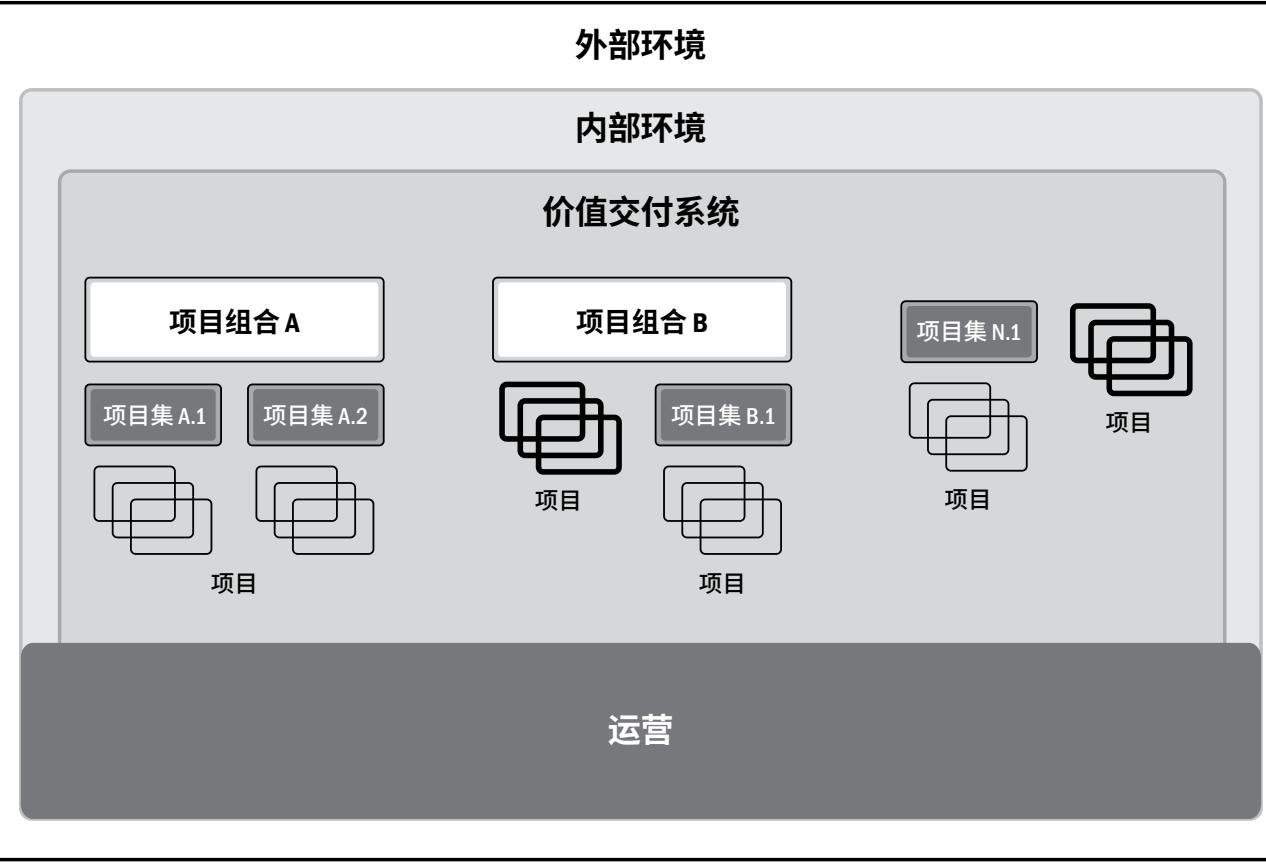 外部环境
内部环境
价值交付系统
项目组合 A
项目组合 B
项目集 N.1
项目集 A.1
项目集 A.2
项目集 B.1
项目
项目
项目
项目
项目
运营